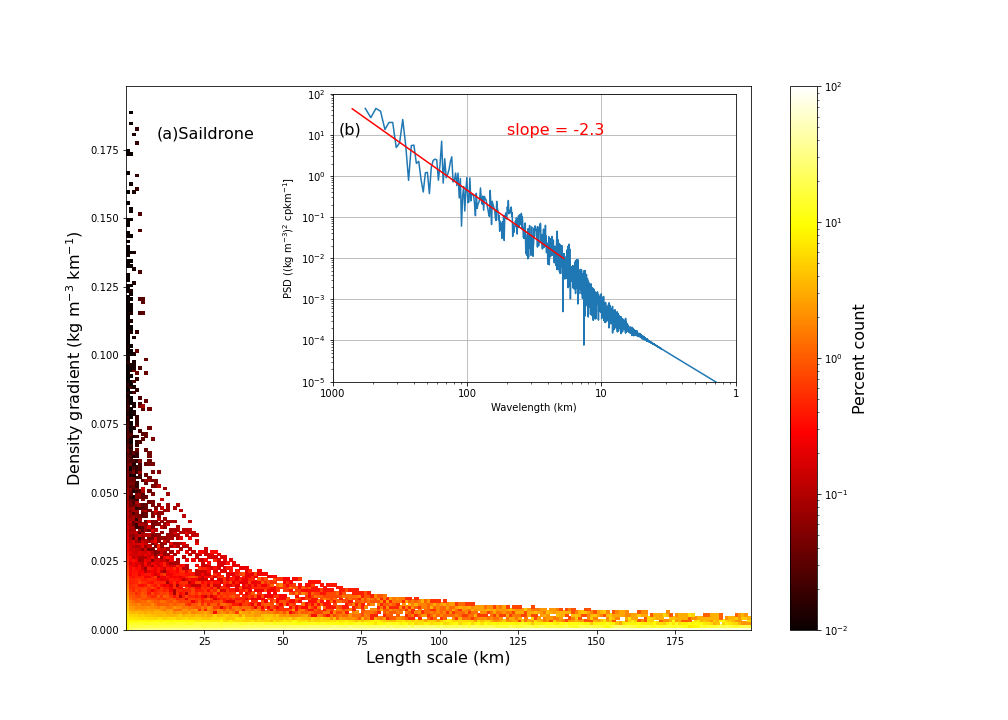 (a)Saildrone
(b)
slope = -2.3
10²
10¹
10⁰
10⁻¹
10⁻²
10⁻³
10⁻⁴
10⁻⁵
PSD ((kg m⁻³)² cpkm⁻¹]
1000 100 10 1
Wavelength (km)
0.175
0.150
0.125
0.100
0.075
0.050
0.025
0.000
Density gradient (kg m⁻³ km⁻¹)
25 50 75 100 125 150 175
Length scale (km)
10²
10¹
10⁰
10⁻¹
10⁻²
Percent count